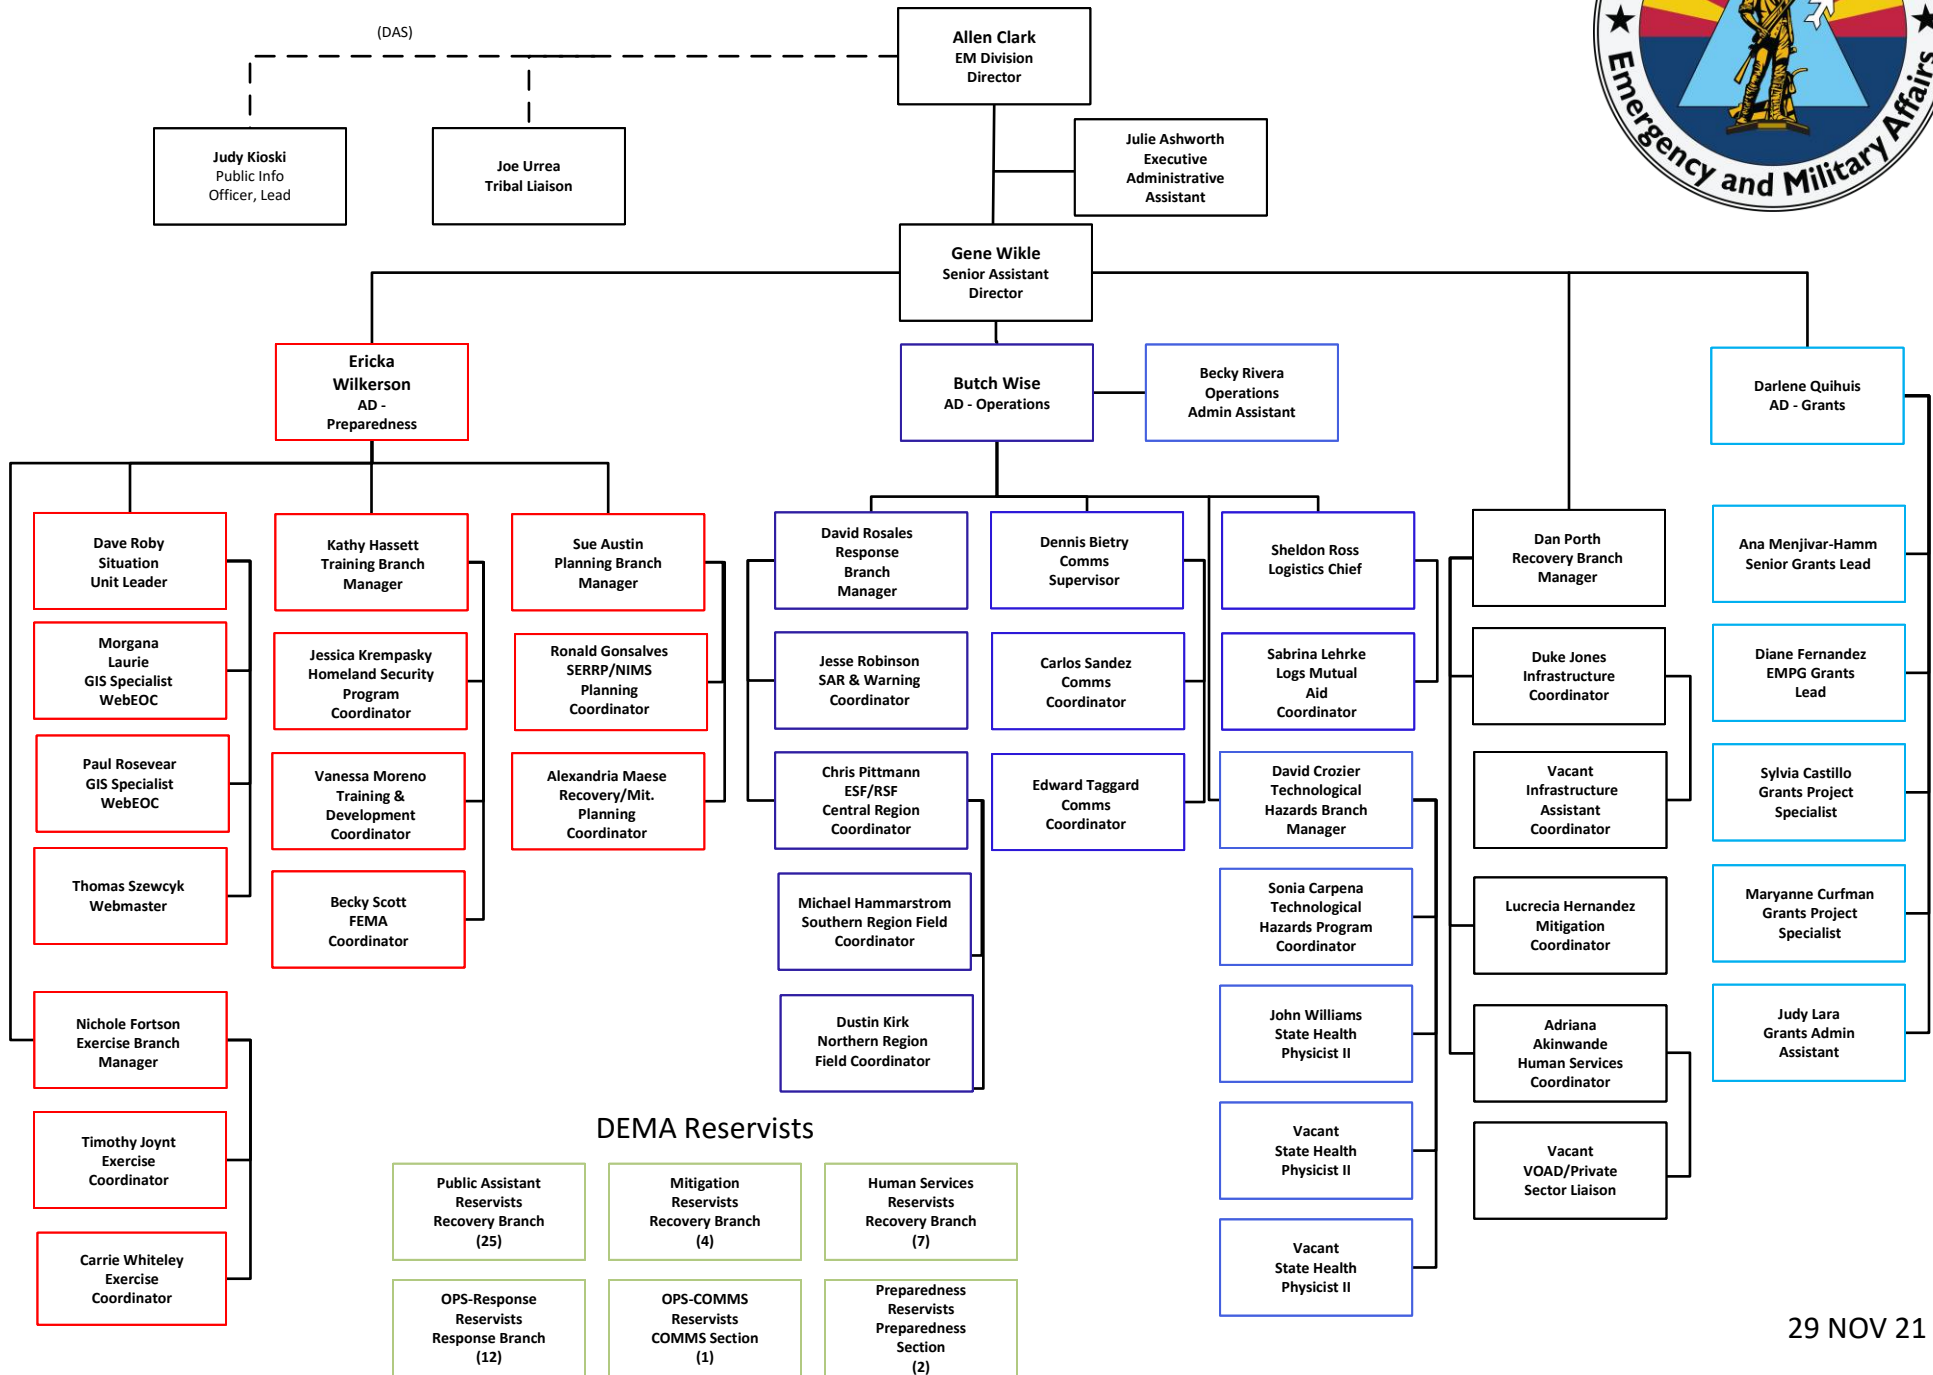 (DAS)
Allen Clark
EM Division
Director
Emergency and Military Affairs
Judy Kioski
Public Info
Officer, Lead
Joe Urrea
Tribal Liaison
Julie Ashworth
Executive
Administrative
Assistant
Gene Wikle
Senior Assistant
Director
Ericka
Wilkerson
AD -
Preparedness
Butch Wise
AD - Operations
Becky Rivera
Operations
Admin Assistant
Darlene Quihuis
AD - Grants
Dave Roby
Situation
Unit Leader
Morgana
Laurie
GIS Specialist
WebEOC
Paul Rosevear
GIS Specialist
WebEOC
Thomas Szewcyk
Webmaster
Nichole Fortson
Exercise Branch
Manager
Timothy Joynt
Exercise
Coordinator
Carrie Whiteley
Exercise
Coordinator
Kathy Hassett
Training Branch
Manager
Jessica Krempasky
Homeland Security
Program
Coordinator
Vanessa Moreno
Training &
Development
Coordinator
Becky Scott
FEMA
Coordinator
Sue Austin
Planning Branch
Manager
Ronald Gonsalves
SERRP/NIMS
Planning
Coordinator
Alexandria Maese
Recovery/Mit.
Planning
Coordinator
David Rosales
Response
Branch
Manager
Jesse Robinson
SAR & Warning
Coordinator
Chris Pittmann
ESF/RSF
Central Region
Coordinator
Michael Hammarstrom
Southern Region Field
Coordinator
Dustin Kirk
Northern Region
Field Coordinator
Dennis Bietry
Comms
Supervisor
Carlos Sandez
Comms
Coordinator
Edward Taggard
Comms
Coordinator
Sheldon Ross
Logistics Chief
Sabrina Lehrke
Logs Mutual
Aid
Coordinator
David Crozier
Technological
Hazards Branch
Manager
Sonia Carpena
Technological
Hazards Program
Coordinator
John Williams
State Health
Physicist II
Vacant
State Health
Physicist II
Vacant
State Health
Physicist II
Dan Porth
Recovery Branch
Manager
Duke Jones
Infrastructure
Coordinator
Vacant
Infrastructure
Assistant
Coordinator
Lucrecia Hernandez
Mitigation
Coordinator
Adriana
Akinwande
Human Services
Coordinator
Vacant
VOAD/Private
Sector Liaison
Ana Menjivar-Hamm
Senior Grants Lead
Diane Fernandez
EMPG Grants
Lead
Sylvia Castillo
Grants Project
Specialist
Maryanne Curfman
Grants Project
Specialist
Judy Lara
Grants Admin
Assistant
DEMA Reservists
Public Assistant
Reservists
Recovery Branch
(25)
Mitigation
Reservists
Recovery Branch
(4)
Human Services
Reservists
Recovery Branch
(7)
OPS-Response
Reservists
Response Branch
(12)
OPS-COMMS
Reservists
COMMS Section
(1)
Preparedness
Reservists
Preparedness
Section
(2)
29 NOV 21